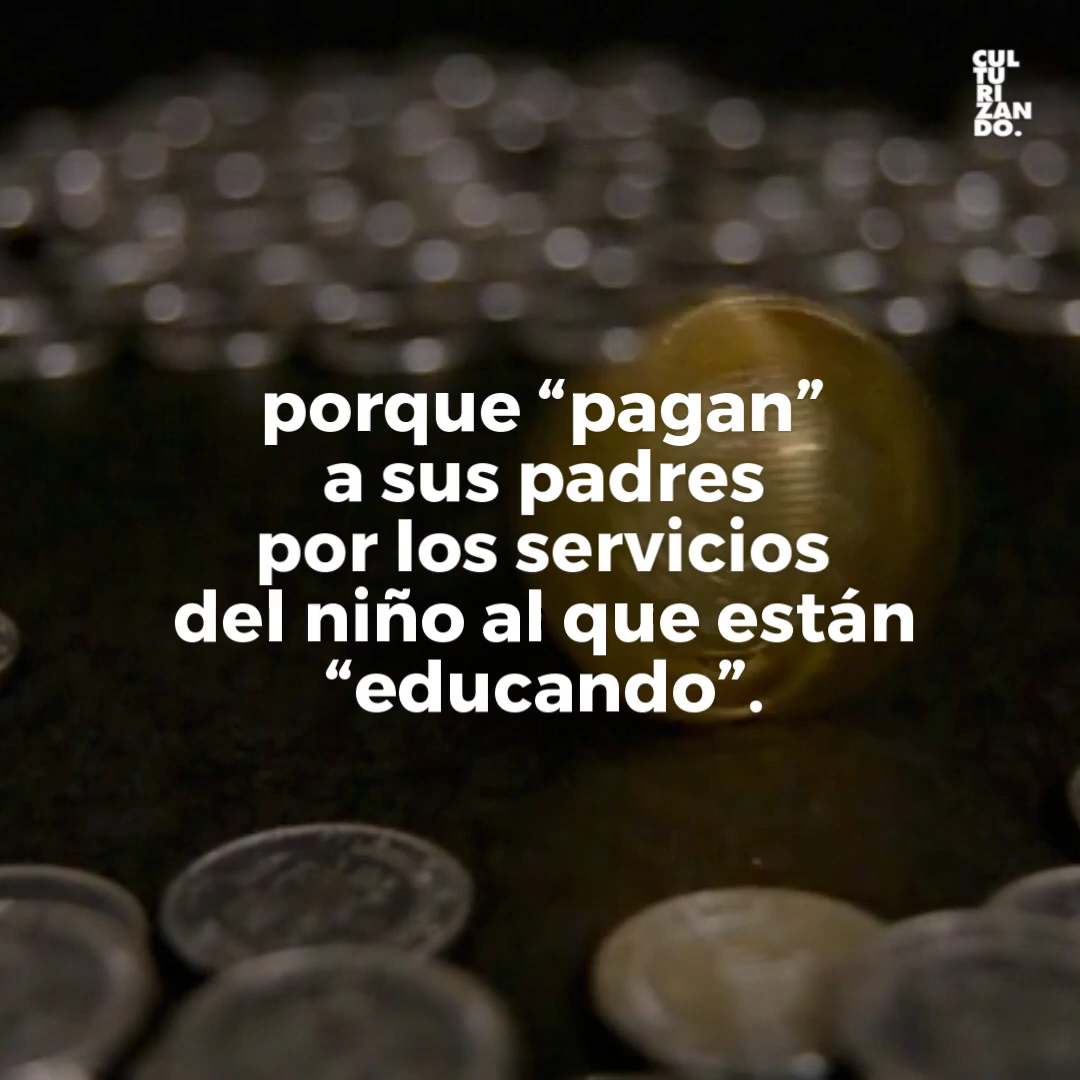 CUL
TU
RI
ZAN
DO.
porque “pagan”
a sus padres
por los servicios
del niño al que están
“educando”.